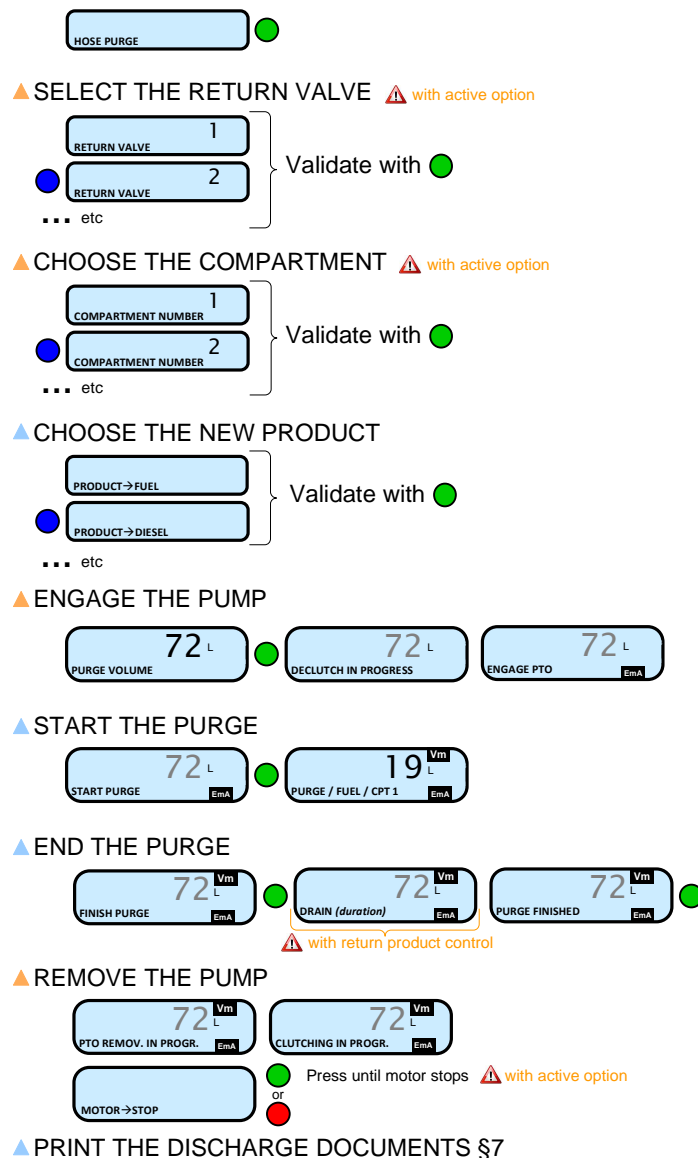 HOSE PURGE
SELECT THE RETURN VALVE with active option
1
RETURN VALVE
2
RETURN VALVE
Validate with
... etc
CHOOSE THE COMPARTMENT with active option
1
COMPARTMENT NUMBER
2
COMPARTMENT NUMBER
Validate with
... etc
CHOOSE THE NEW PRODUCT
PRODUCT→FUEL
PRODUCT→DIESEL
Validate with
... etc
ENGAGE THE PUMP
72 L
PURGE VOLUME
72 L
DECLUTCH IN PROGRESS
72 L
ENGAGE PTO EmA
START THE PURGE
72 L
START PURGE EmA
19 L Vm
PURGE / FUEL / CPT 1 EmA
END THE PURGE
72 L Vm
FINISH PURGE EmA
72 L Vm
DRAIN (duration) EmA
72 L Vm
PURGE FINISHED EmA
with return product control
REMOVE THE PUMP
72 L Vm
PTO REMOV. IN PROGR. EmA
72 L Vm
CLUTCHING IN PROGR. EmA
MOTOR→STOP
Press until motor stops with active option
or
PRINT THE DISCHARGE DOCUMENTS §7